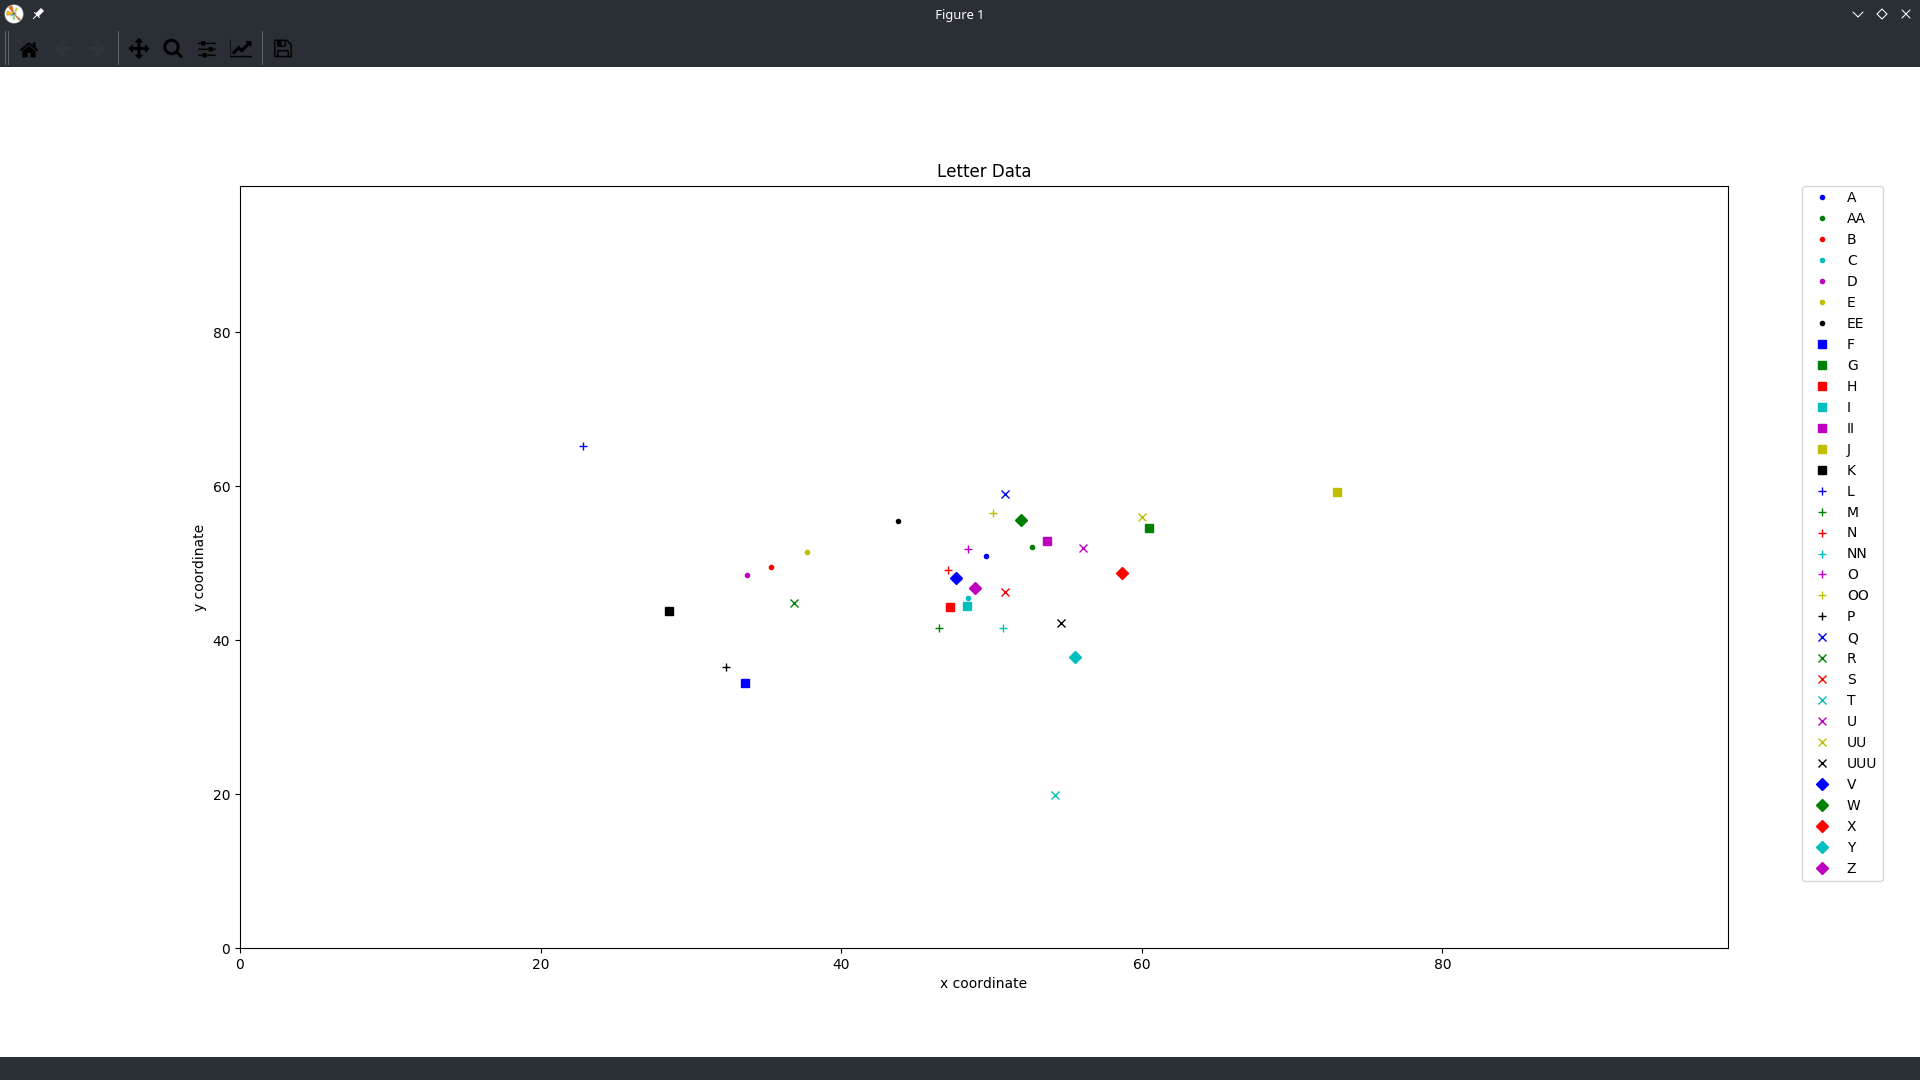 Figure 1
Letter Data
80
60
40
20
0
y coordinate
0 20 40 60 80
x coordinate
A
AA
B
C
D
E
EE
F
G
H
I
II
J
K
L
M
N
NN
O
OO
P
Q
R
S
T
U
UU
UUU
V
W
X
Y
Z